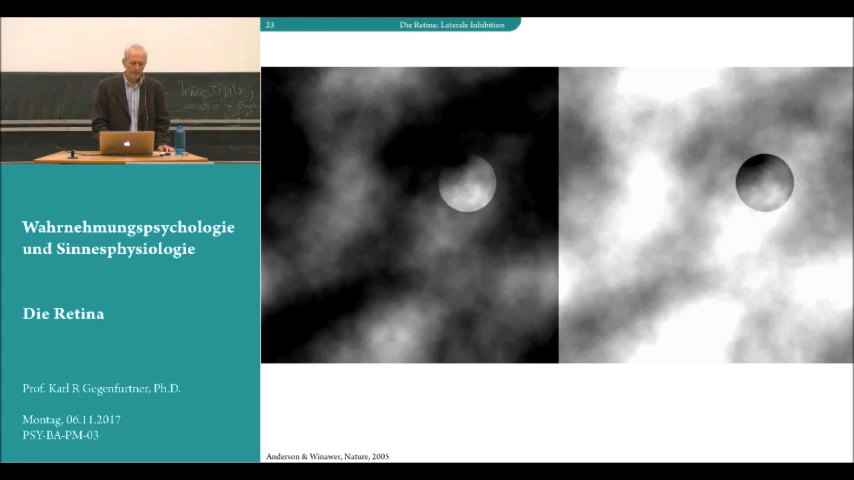 23
Die Retina: Laterale Inhibition
Wahrnehmungspsychologie
und Sinnesphysiologie
Die Retina
Prof. Karl R Gegenfurtner, Ph.D.
Montag, 06.11.2017
PSY-BA-PM-03
Anderson & Winawer, Nature, 2005